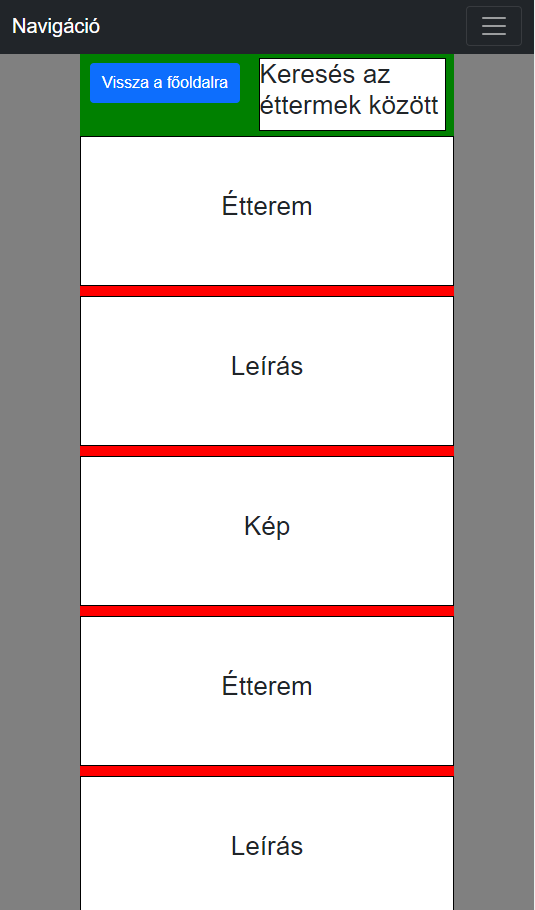 Navigáció
Vissza a főoldalra
Keresés az
éttermek között
Étterem
Leírás
Kép
Étterem
Leírás